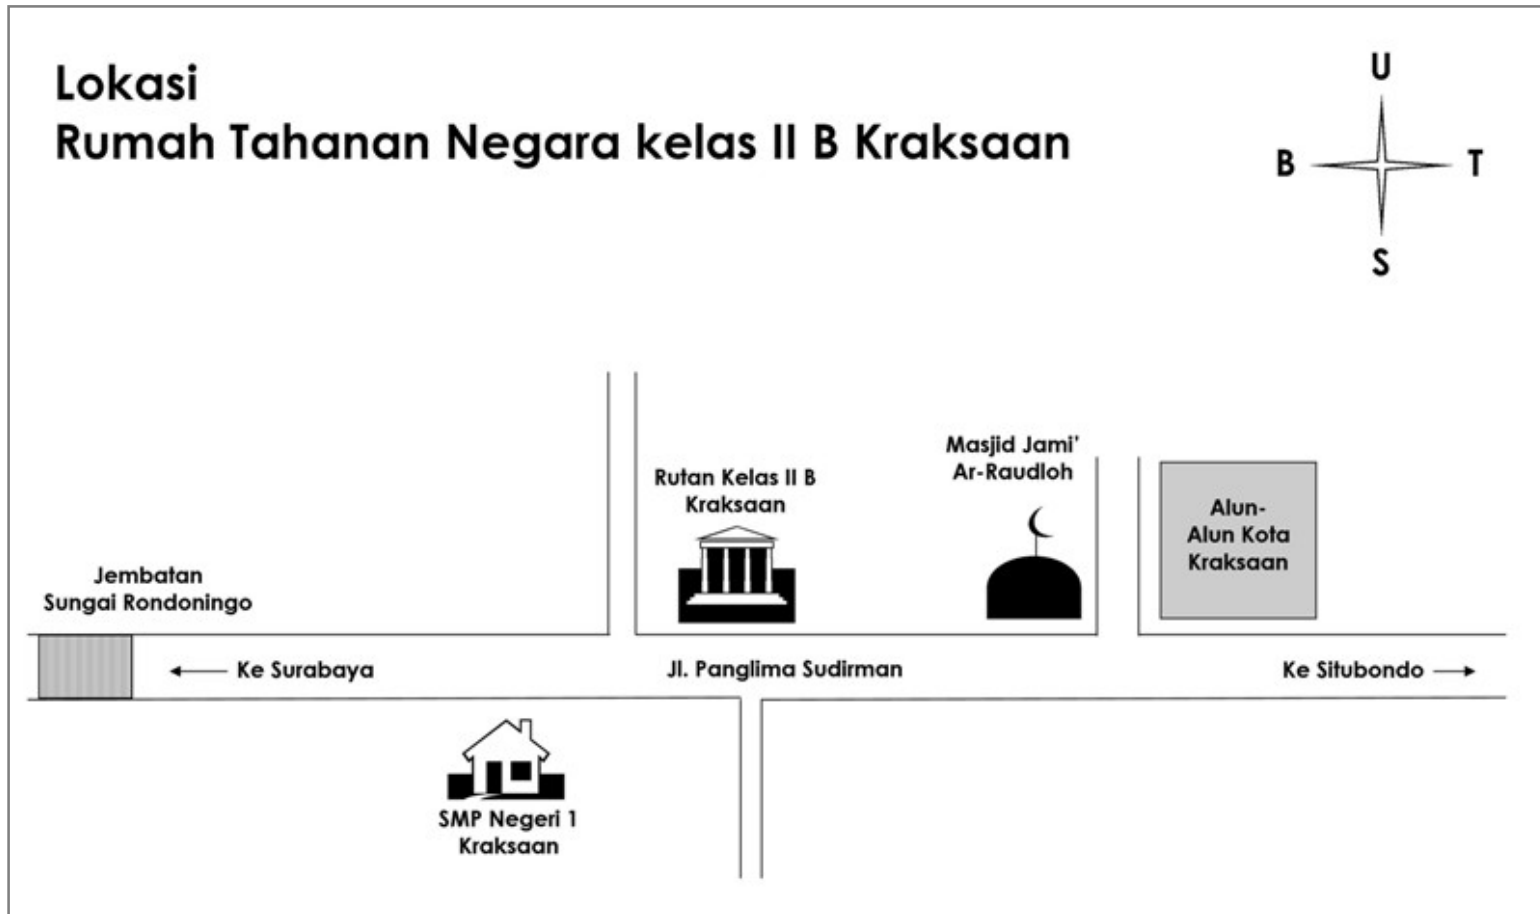 Lokasi
Rumah Tahanan Negara kelas II B Kraksaan
U
B
T
S
Masjid Jami’
Ar-Raudloh
Rutan Kelas II B
Kraksaan
Alun-
Alun Kota
Kraksaan
Jembatan
Sungai Rondoningo
Ke Surabaya
Jl. Panglima Sudirman
Ke Situbondo
SMP Negeri 1
Kraksaan